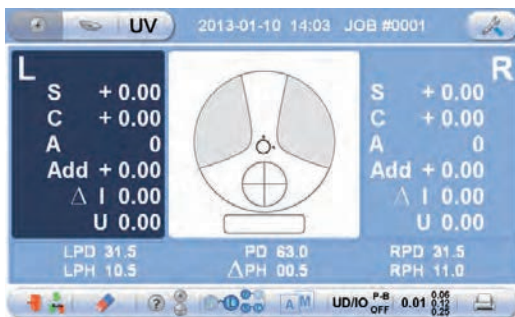 UV 2013-01-10 14:03 JOB #0001
L
S + 0.00
C + 0.00
A 0
Add + 0.00
△ I 0.00
U 0.00
R
S + 0.00
C + 0.00
A 0
Add + 0.00
△ I 0.00
U 0.00
LPD 31.5 PD 63.0 RPD 31.5
LPH 10.5 △PH 00.5 RPH 11.0
? L A M UD/IO P-B OFF 0.01 0.06 0.12 0.25